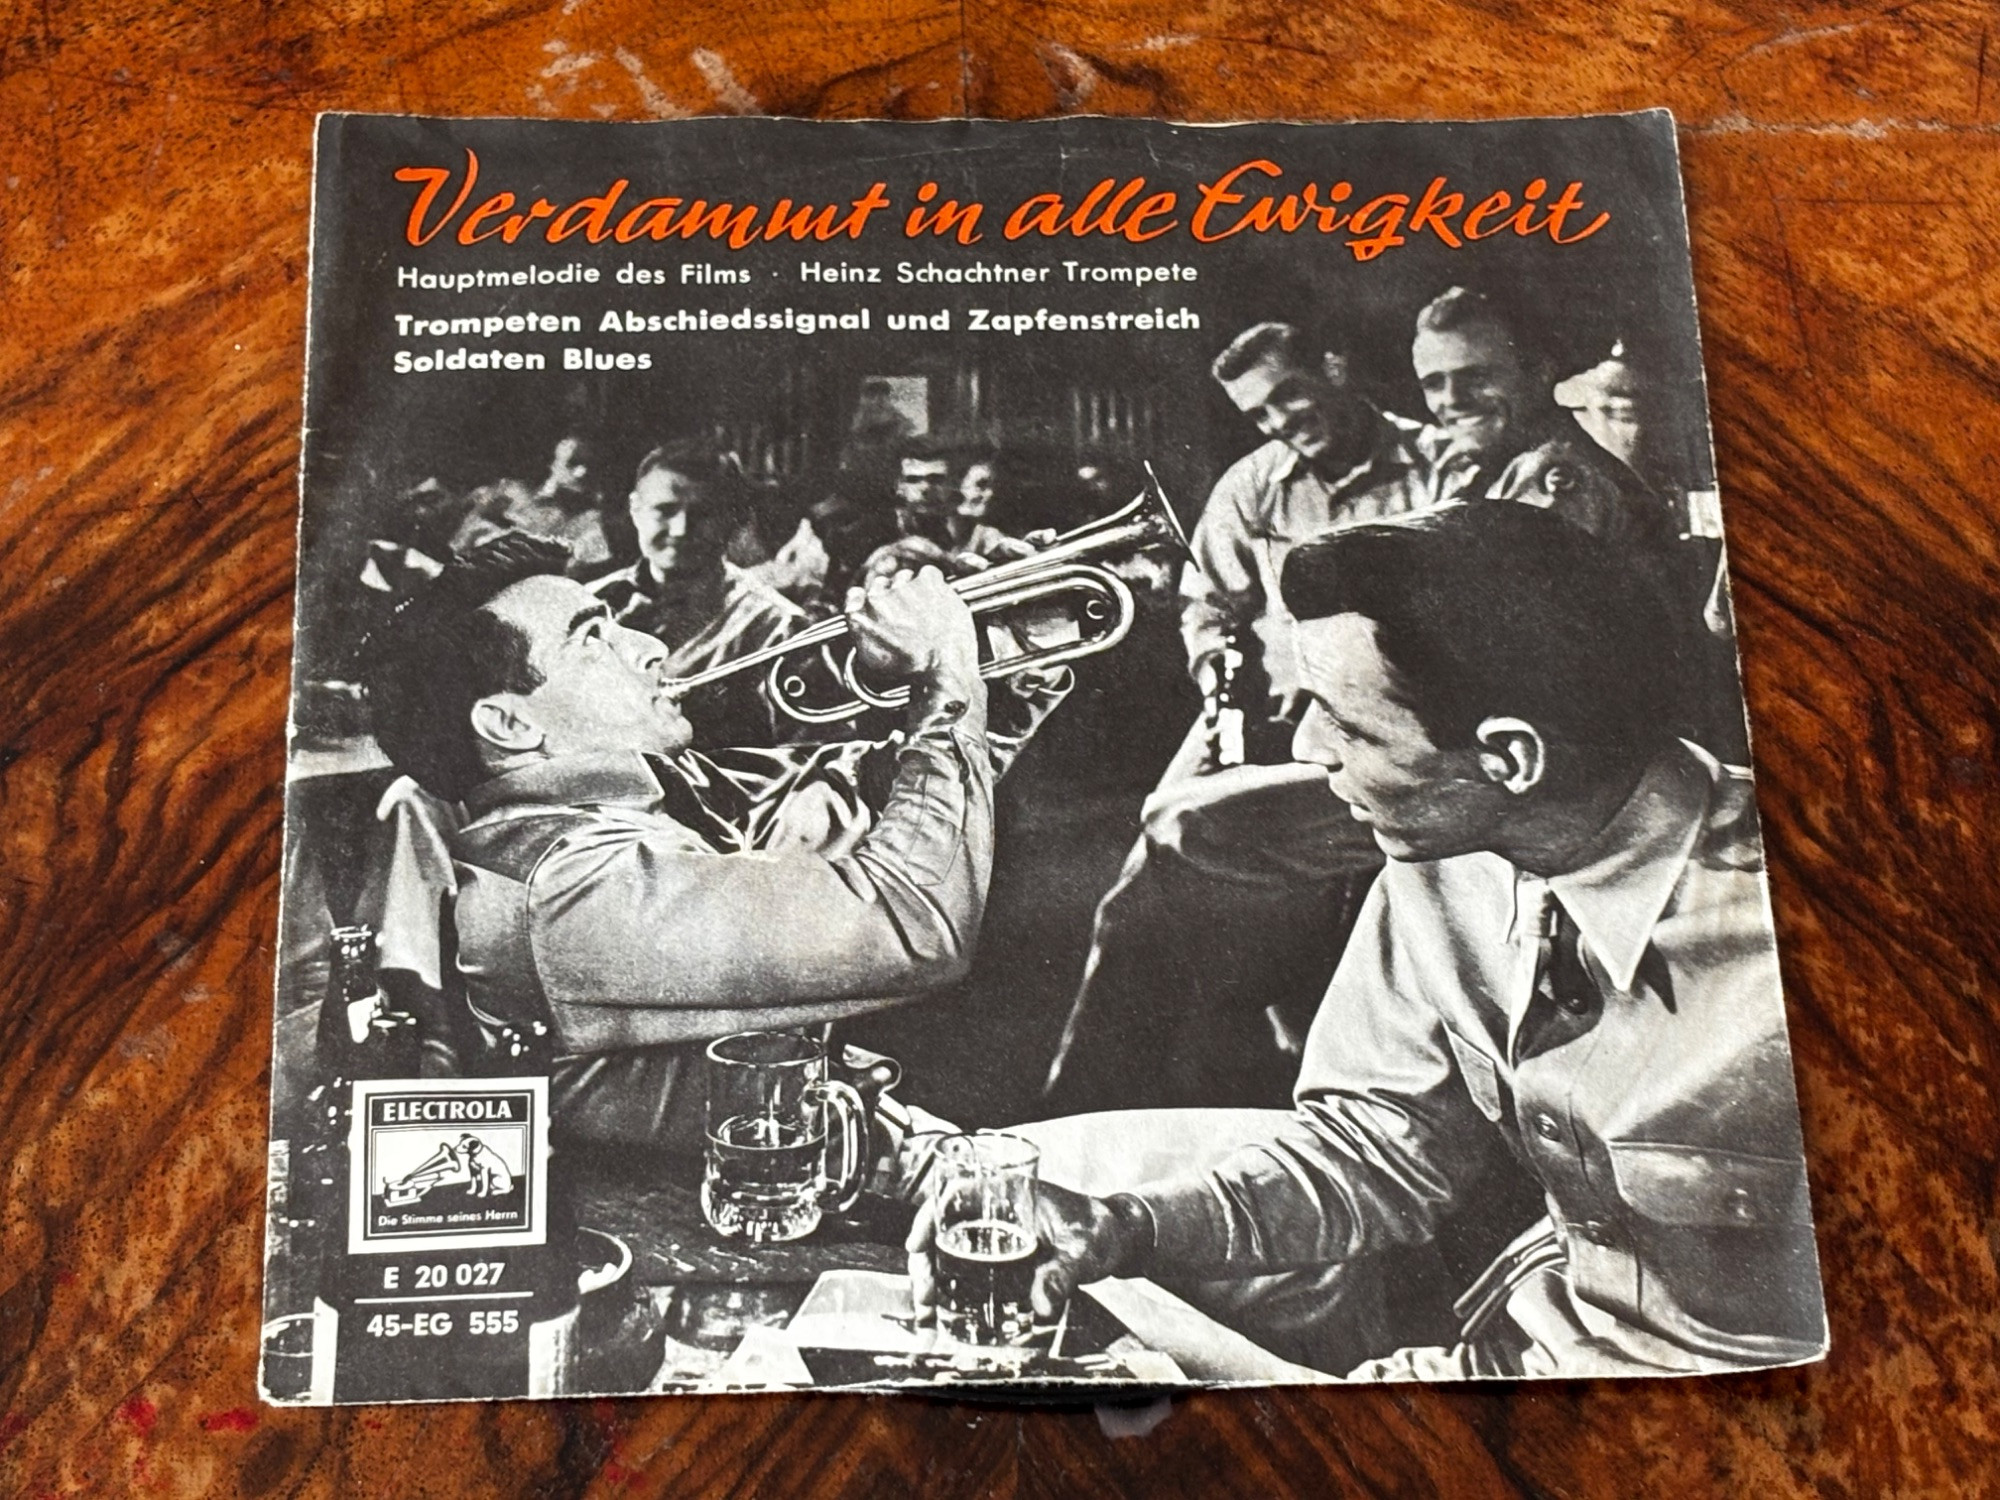 Verdammt in alle Ewigkeit
Hauptmelodie des Films · Heinz Schachtner Trompete
Trompeten Abschiedssignal und Zapfenstreich
Soldaten Blues
ELECTROLA
Die Stimme seines Herrn
E 20 027
45-EG 555